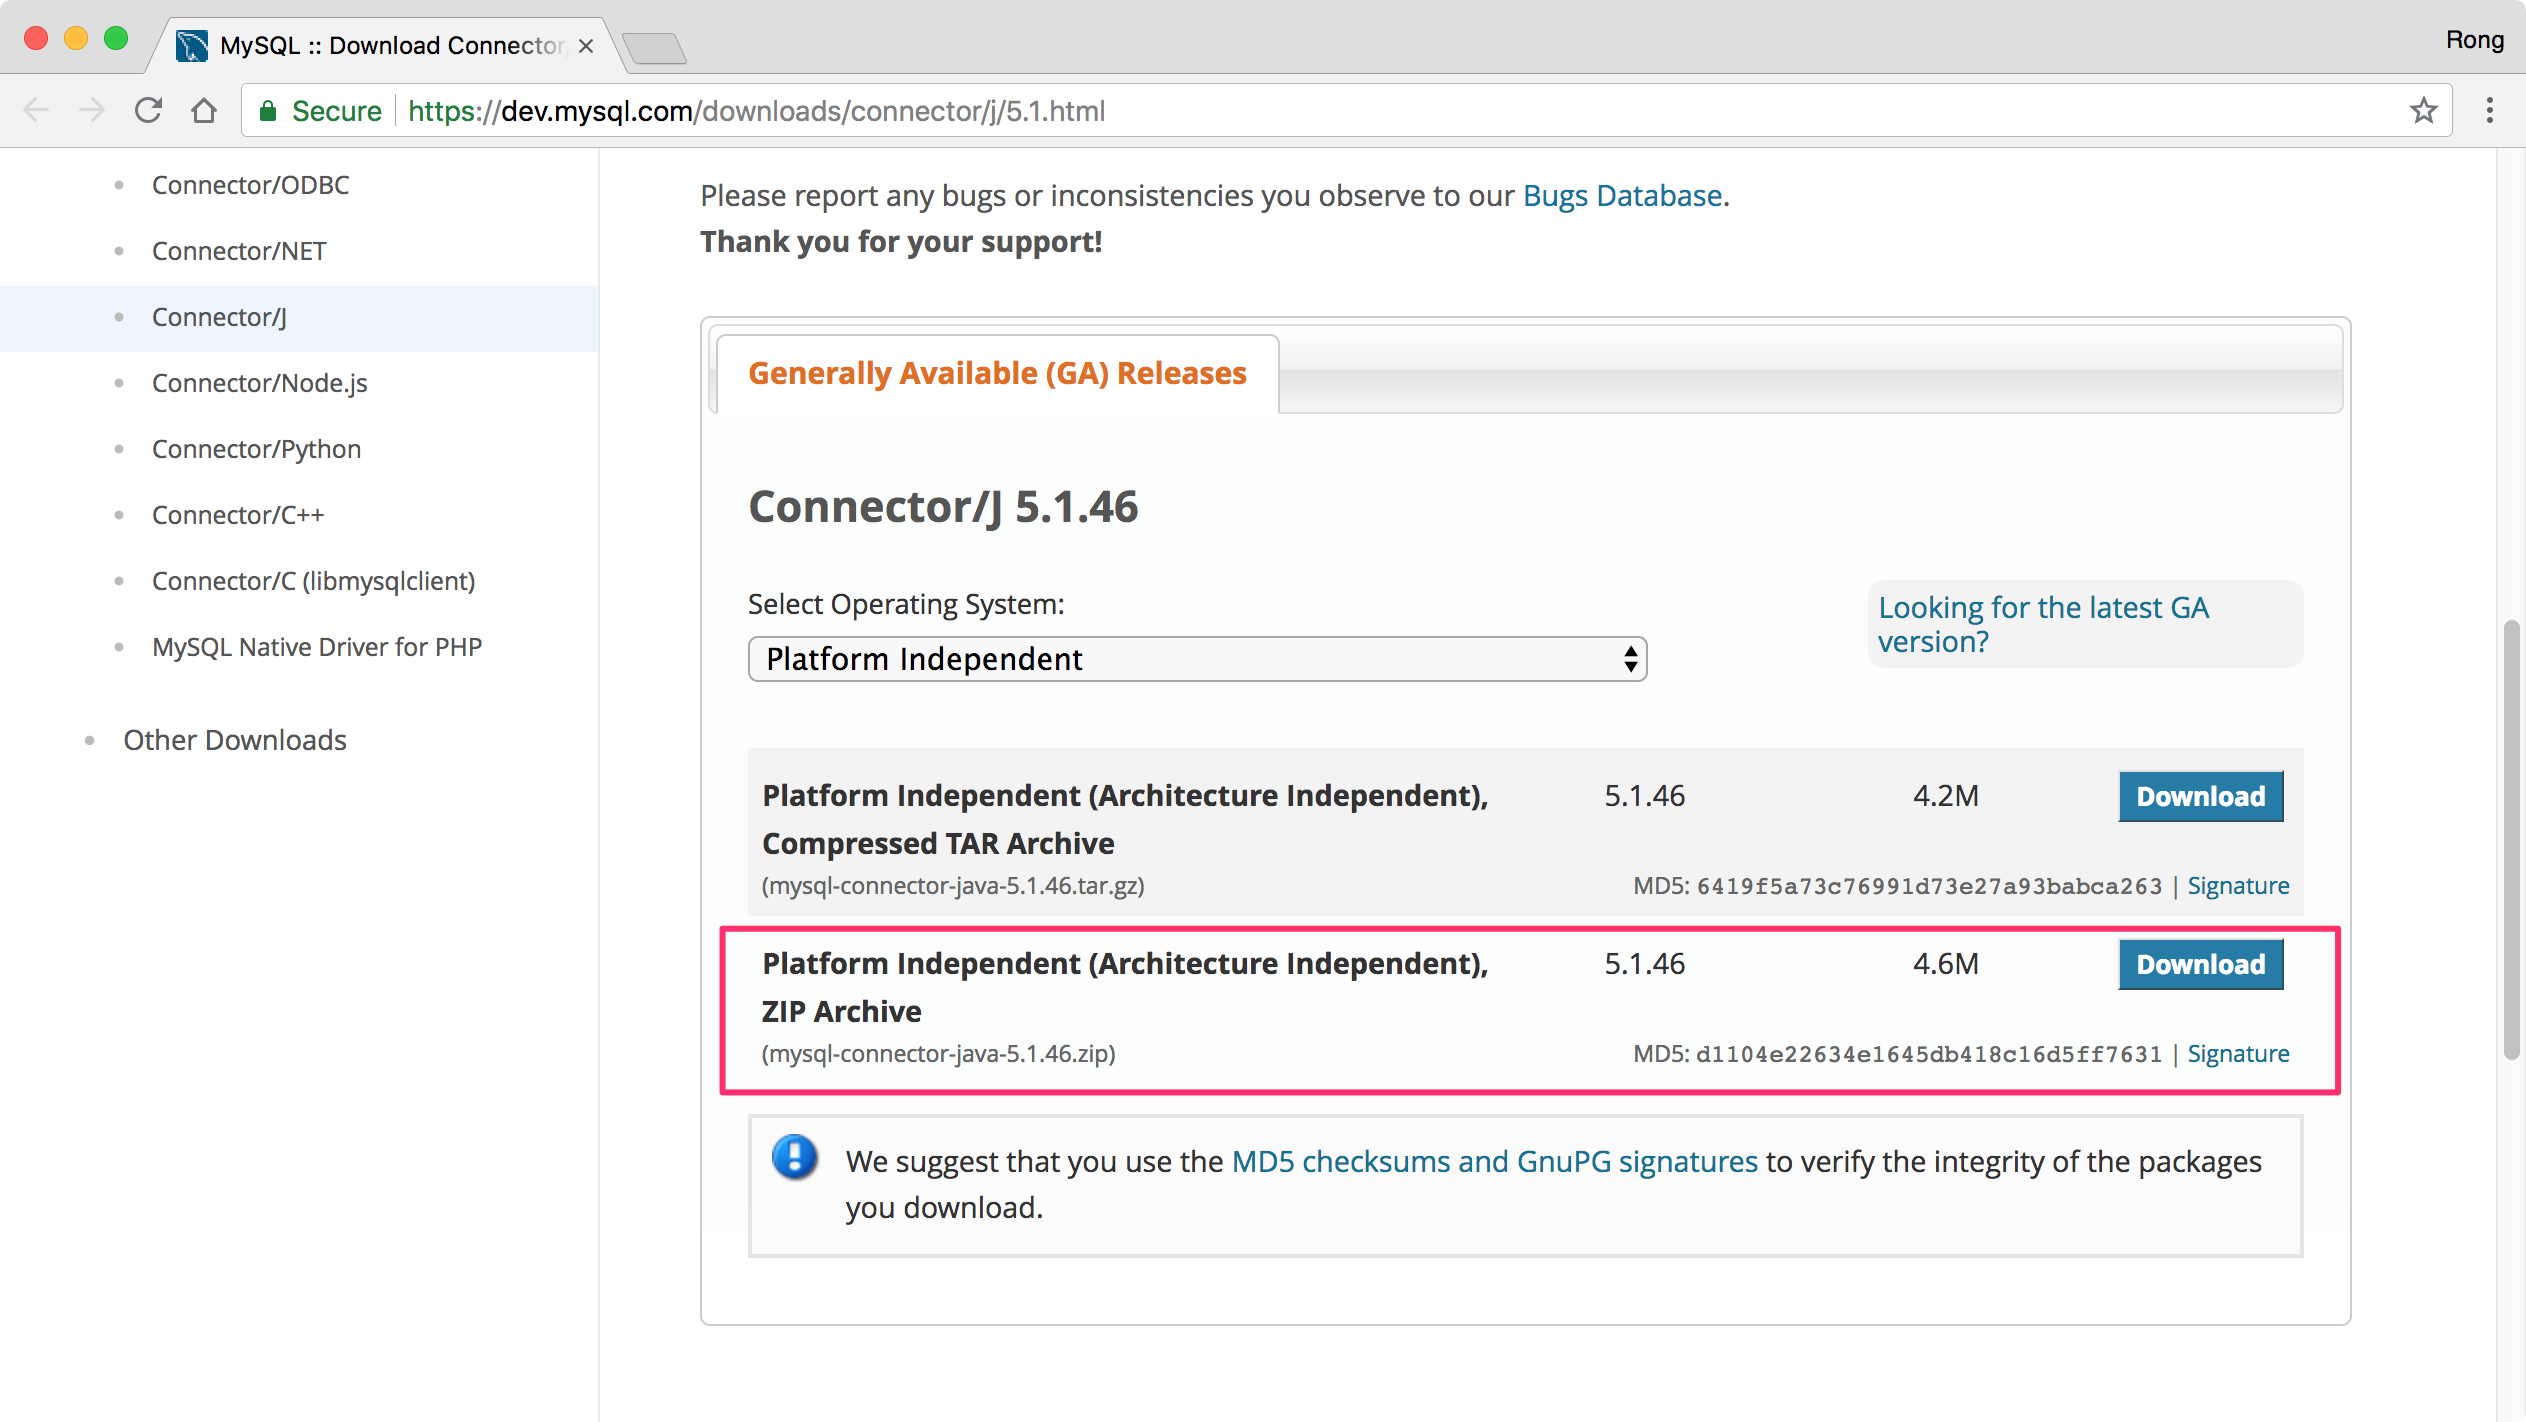 MySQL :: Download Connector/
Rong
Secure
https://dev.mysql.com/downloads/connector/j/5.1.html
Connector/ODBC
Connector/NET
Connector/J
Connector/Node.js
Connector/Python
Connector/C++
Connector/C (libmysqlclient)
MySQL Native Driver for PHP
Other Downloads
Please report any bugs or inconsistencies you observe to our Bugs Database.
Thank you for your support!
Generally Available (GA) Releases
Connector/J 5.1.46
Select Operating System:
Platform Independent
Looking for the latest GA
version?
Platform Independent (Architecture Independent), 5.1.46 4.2M Download
Compressed TAR Archive
(mysql-connector-java-5.1.46.tar.gz) MD5: 6419f5a73c76991d73e27a93babca263 | Signature
Platform Independent (Architecture Independent), 5.1.46 4.6M Download
ZIP Archive
(mysql-connector-java-5.1.46.zip) MD5: d1104e22634e1645db418c16d5ff7631 | Signature
We suggest that you use the MD5 checksums and GnuPG signatures to verify the integrity of the packages
you download.